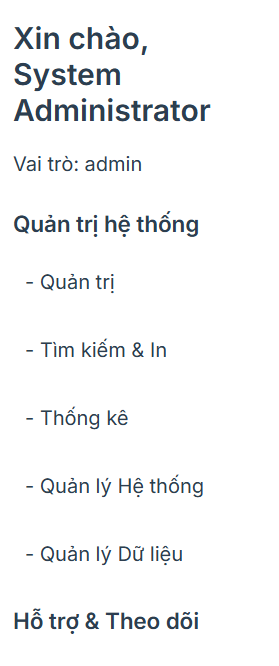 Xin chào,
System
Administrator
Vai trò: admin
Quản trị hệ thống
- Quản trị
- Tìm kiếm & In
- Thống kê
- Quản lý Hệ thống
- Quản lý Dữ liệu
Hỗ trợ & Theo dõi